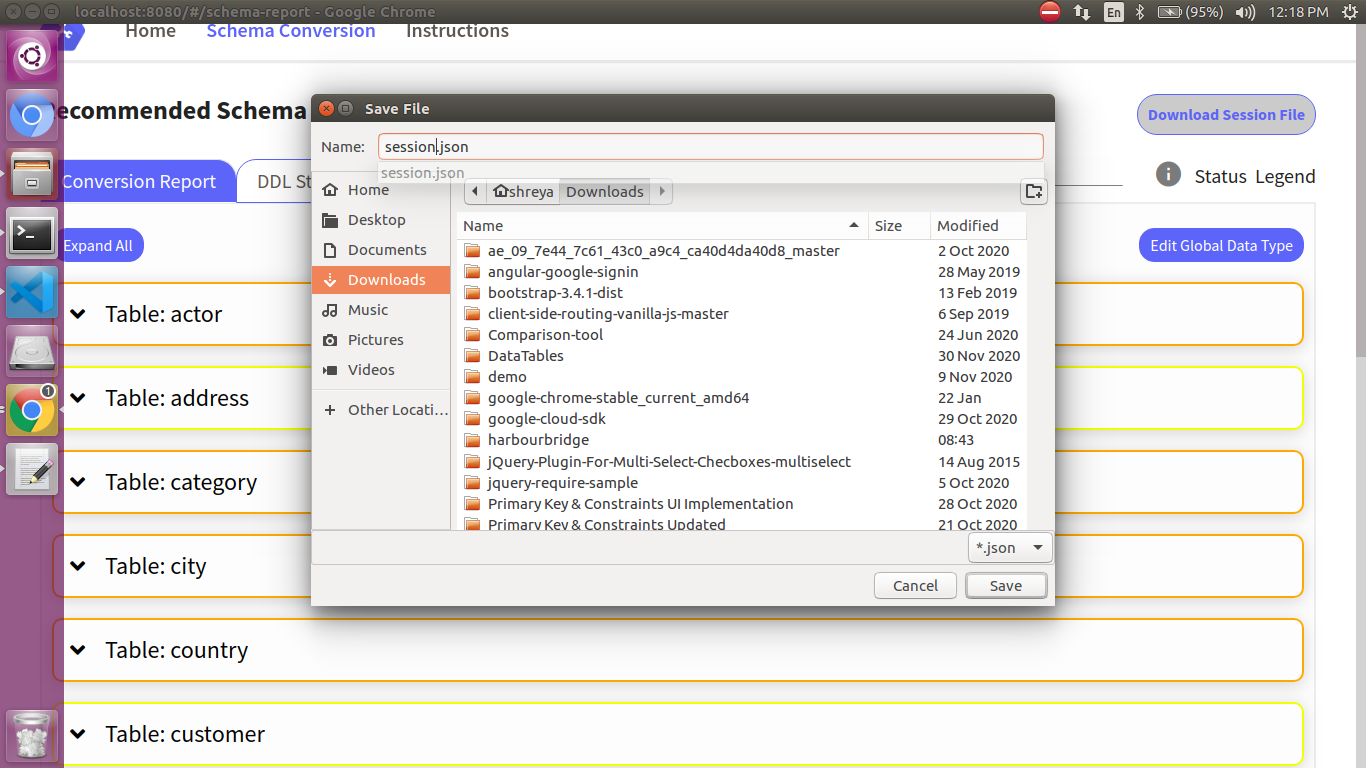 localhost:8080/#/schema-report - Google Chrome
En
(95%)
12:18 PM
Home
Schema Conversion
Instructions
ecommended Schema
Download Session File
Conversion Report
DDL St
Status Legend
Expand All
Edit Global Data Type
Table: actor
Table: address
Table: category
Table: city
Table: country
Table: customer
1
Save File
Name:
session.json
session.json
Home
Desktop
Documents
Downloads
Music
Pictures
Videos
Other Locati...
shreya
Downloads
Name Size Modified
ae_09_7e44_7c61_43c0_a9c4_ca40d4da40d8_master 2 Oct 2020
angular-google-signin 28 May 2019
bootstrap-3.4.1-dist 13 Feb 2019
client-side-routing-vanilla-js-master 6 Sep 2019
Comparison-tool 24 Jun 2020
DataTables 30 Nov 2020
demo 9 Nov 2020
google-chrome-stable_current_amd64 22 Jan
google-cloud-sdk 29 Oct 2020
harbourbridge 08:43
jQuery-Plugin-For-Multi-Select-Checboxes-multiselect 14 Aug 2015
jquery-require-sample 5 Oct 2020
Primary Key & Constraints UI Implementation 28 Oct 2020
Primary Key & Constraints Updated 21 Oct 2020
*.json
Cancel
Save